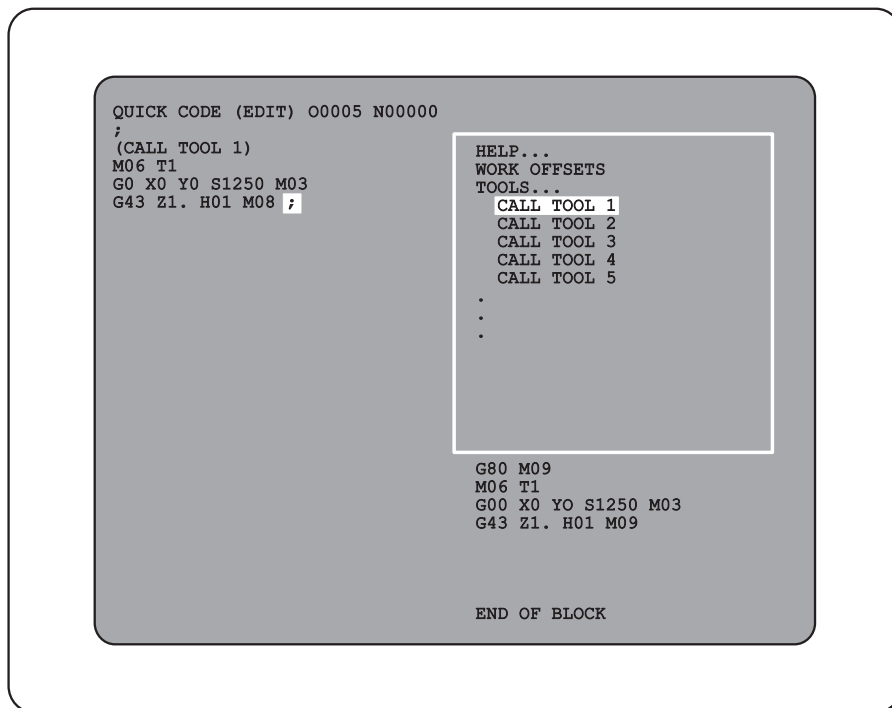 QUICK CODE (EDIT) O0005 N00000
;
(CALL TOOL 1)
M06 T1
G0 X0 Y0 S1250 M03
G43 Z1. H01 M08 ;
HELP...
WORK OFFSETS
TOOLS...
CALL TOOL 1
CALL TOOL 2
CALL TOOL 3
CALL TOOL 4
CALL TOOL 5
.
.
.
G80 M09
M06 T1
G00 X0 YO S1250 M03
G43 Z1. H01 M09
END OF BLOCK